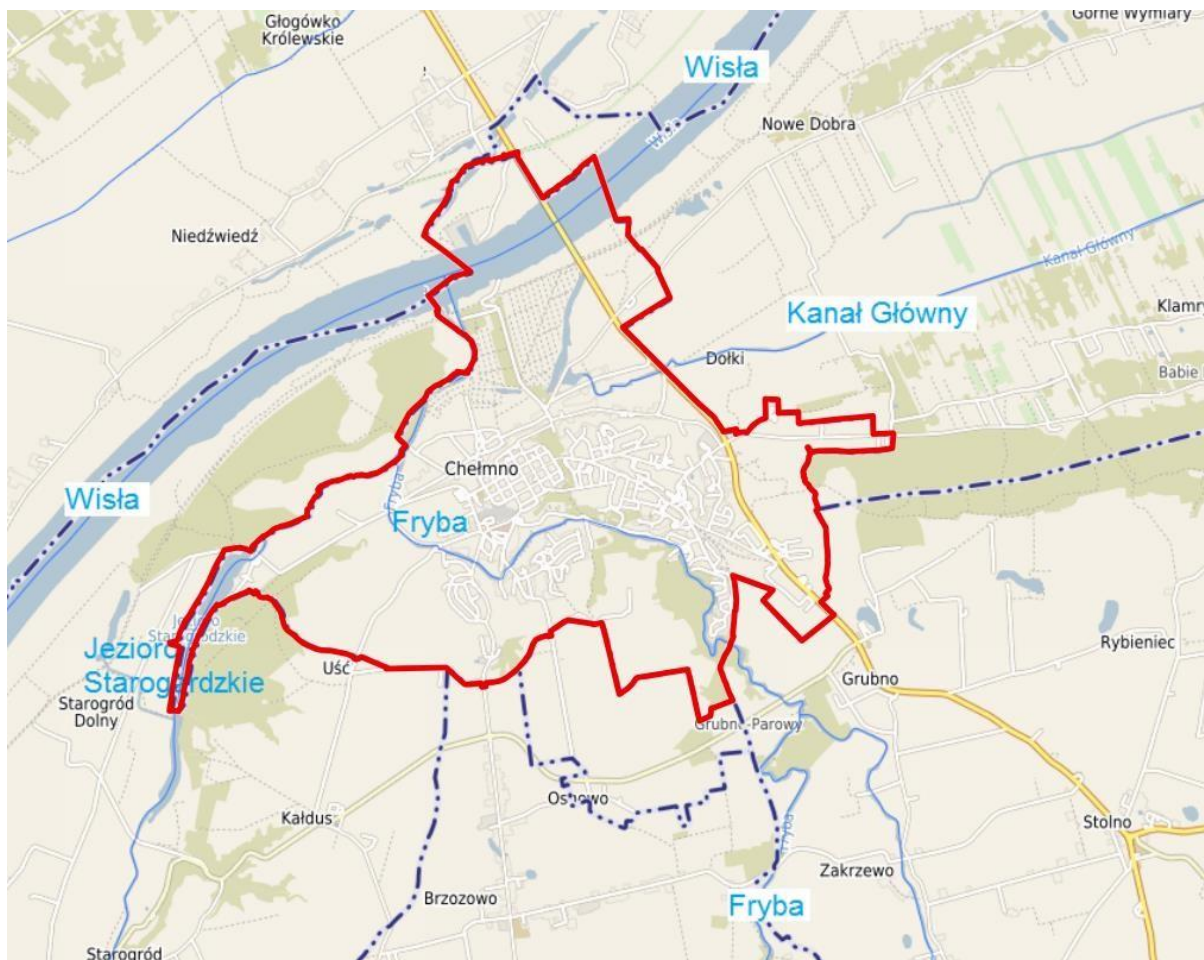 Głogówko
Królewskie
Górne Wymiary
Wisła
Nowe Dobra
Niedźwiedź
Kanał Główny
Kanał Główny
Klamry
Dołki
Babie
Chełmno
Wisła
Fryba
Fryba
Jezioro
Starogrodzkie
Jezioro
Starogardzkie
Uść
Rybieniec
Starogród
Dolny
Grubno
Grubno-Parowy
Osnowo
Kałdus
Stolno
Fryba
Zakrzewo
Brzozowo
Fryba
Starogród